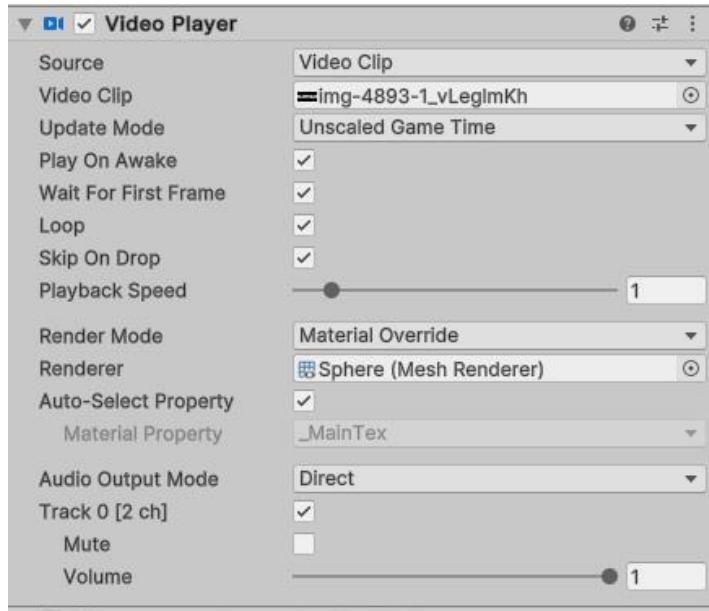 Video Player
Source Video Clip
Video Clip img-4893-1_vLegImKh
Update Mode Unscaled Game Time
Play On Awake
Wait For First Frame
Loop
Skip On Drop
Playback Speed 1
Render Mode Material Override
Renderer Sphere (Mesh Renderer)
Auto-Select Property
Material Property _MainTex
Audio Output Mode Direct
Track 0 [2 ch]
Mute
Volume 1